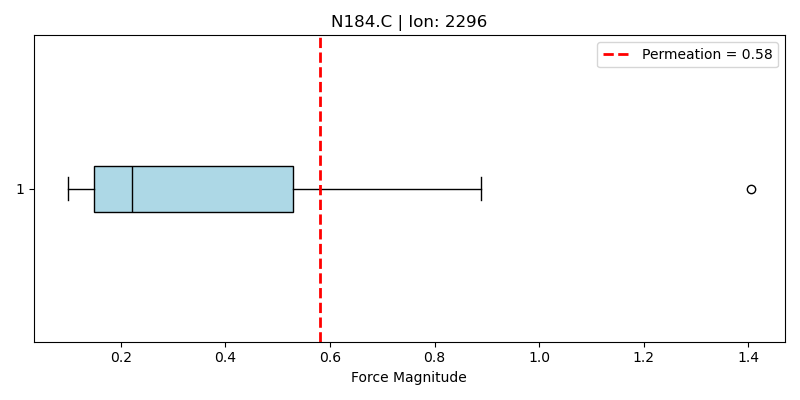 N184.C | Ion: 2296
Permeation = 0.58
1
0.2 0.4 0.6 0.8 1.0 1.2 1.4
Force Magnitude